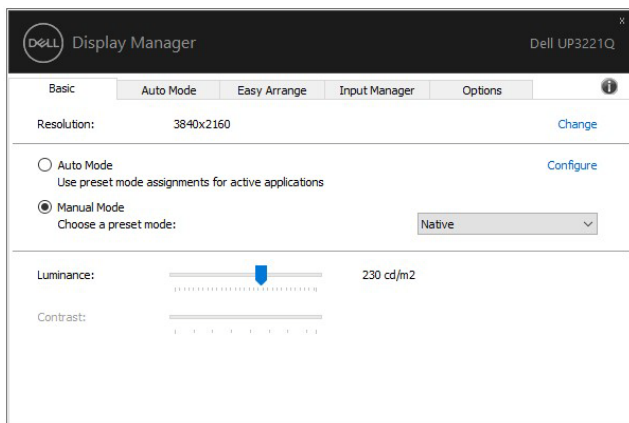 x
DELL Display Manager Dell UP3221Q
Basic Auto Mode Easy Arrange Input Manager Options i
Resolution: 3840x2160 Change
Auto Mode Configure
Use preset mode assignments for active applications
Manual Mode
Choose a preset mode: Native
Luminance: 230 cd/m2
Contrast: